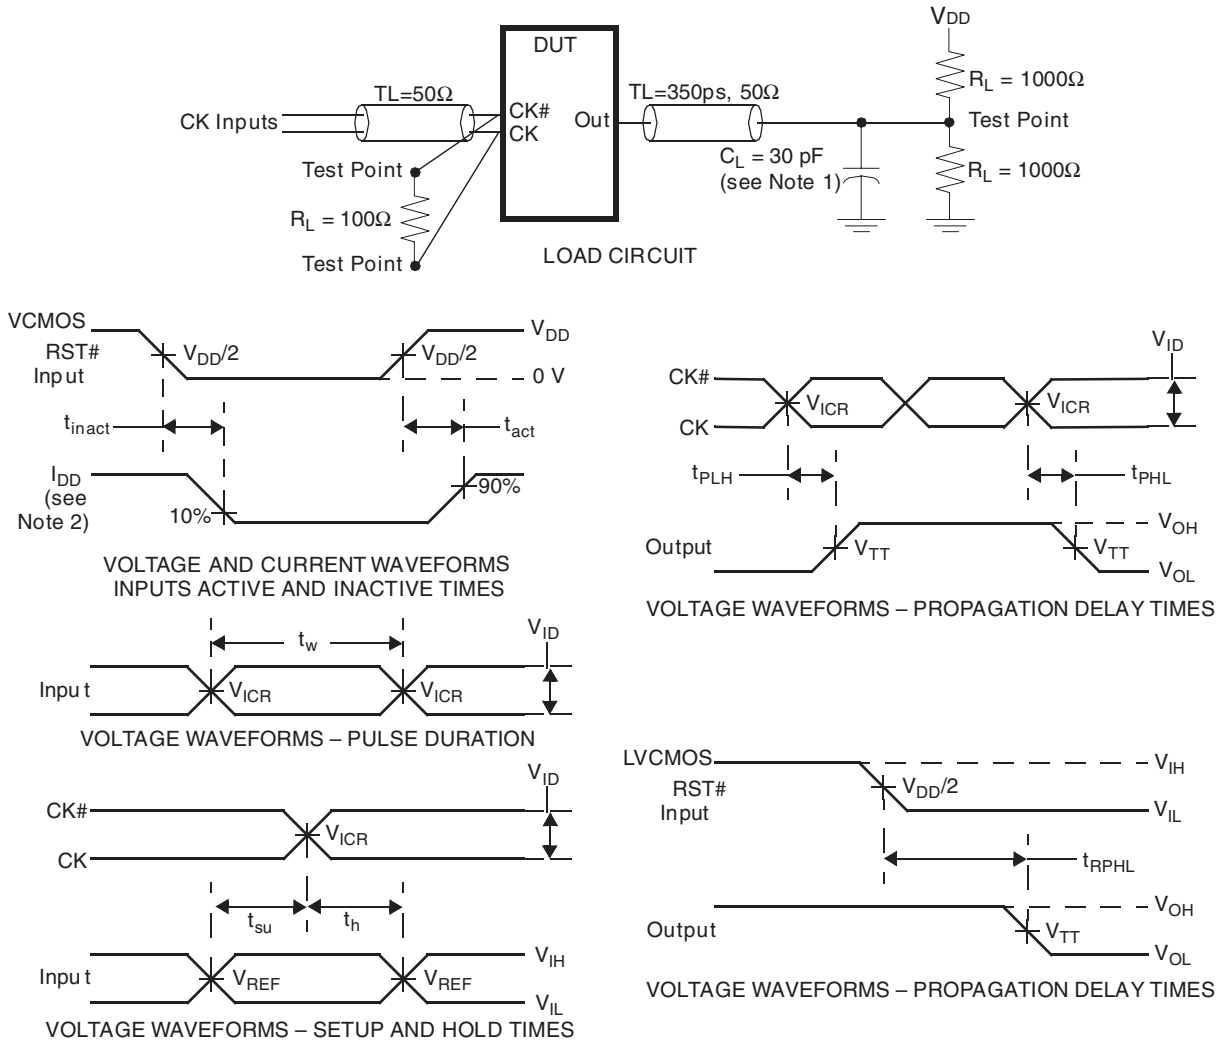 VDD
DUT
RL = 1000Ω
TL=50Ω
TL=350ps, 50Ω
CK#
CK Inputs
CK
Out
Test Point
CL = 30 pF
(see Note 1)
Test Point
RL = 1000Ω
RL = 100Ω
Test Point
LOAD CIRCUIT
VCMOS
RST#
Input
VDD/2
VDD/2
VDD
0 V
tinact
tact
IDD
(see
Note 2)
10%
90%
VOLTAGE AND CURRENT WAVEFORMS
INPUTS ACTIVE AND INACTIVE TIMES
VID
CK#
CK
VICR
VICR
tPLH
tPHL
Output
VTT
VTT
VOH
VOL
VOLTAGE WAVEFORMS – PROPAGATION DELAY TIMES
tw
VID
Input
VICR
VICR
VOLTAGE WAVEFORMS – PULSE DURATION
VID
CK#
CK
VICR
tsu
th
Input
VREF
VREF
VIH
VIL
VOLTAGE WAVEFORMS – SETUP AND HOLD TIMES
LVCMOS
RST#
Input
VDD/2
VIH
VIL
tRPHL
Output
VTT
VOH
VOL
VOLTAGE WAVEFORMS – PROPAGATION DELAY TIMES